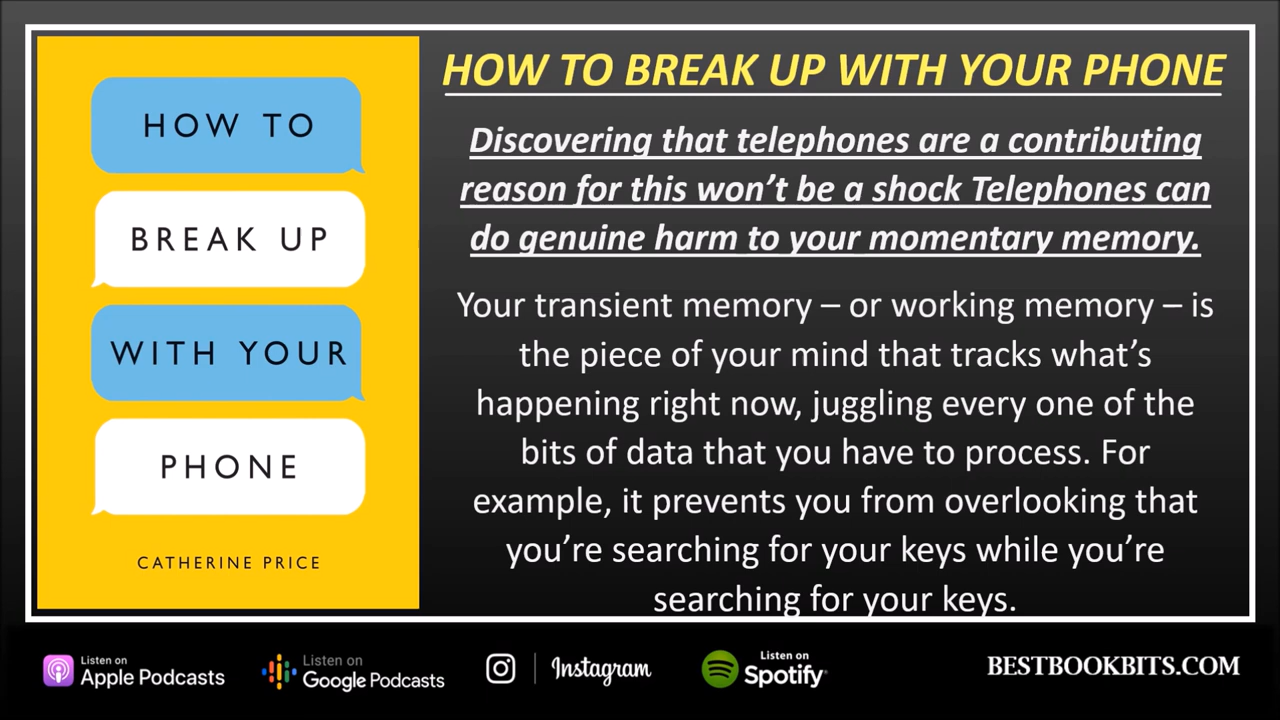 HOW TO
BREAK UP
WITH YOUR
PHONE
CATHERINE PRICE
HOW TO BREAK UP WITH YOUR PHONE
Discovering that telephones are a contributing
reason for this won't be a shock Telephones can
do genuine harm to your momentary memory.
Your transient memory – or working memory – is
the piece of your mind that tracks what's
happening right now, juggling every one of the
bits of data that you have to process. For
example, it prevents you from overlooking that
you're searching for your keys while you're
searching for your keys.
Listen on
Apple Podcasts
Listen on
Google Podcasts
Instagram
Listen on
Spotify
BESTBOOKBITS.COM